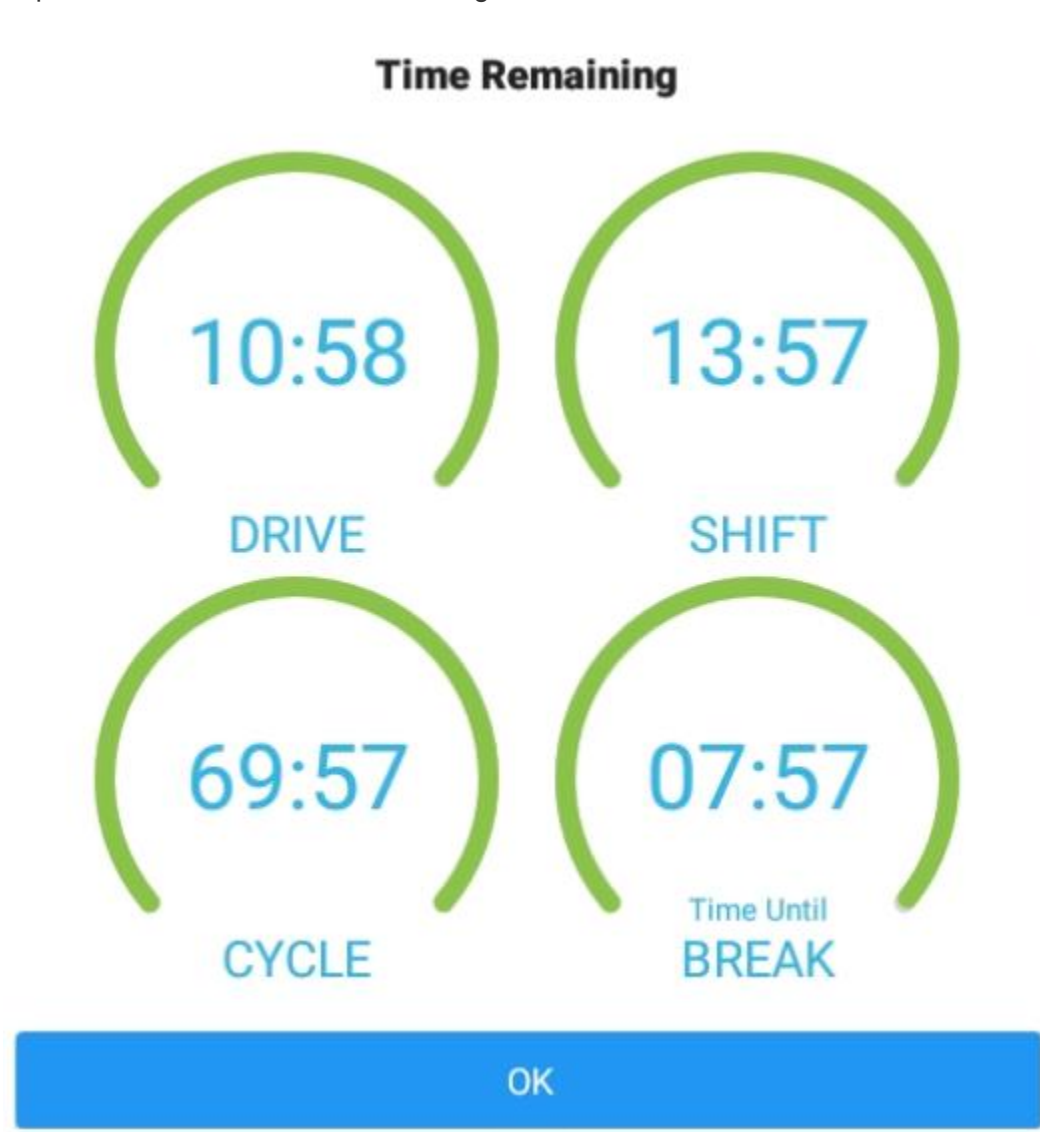 Time Remaining
10:58
DRIVE
13:57
SHIFT
69:57
CYCLE
07:57
Time Until
BREAK
OK